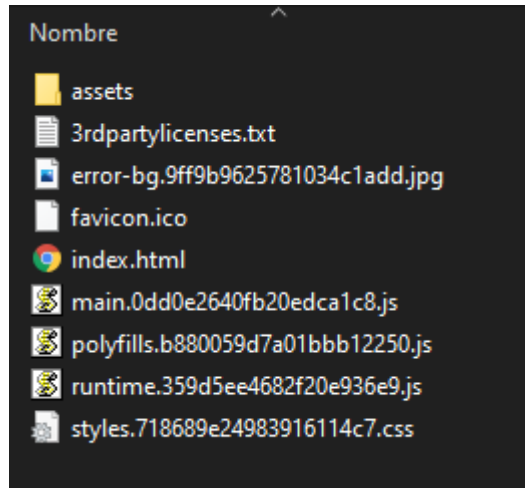 Nombre
assets
3rdpartylicenses.txt
error-bg.9ff9b9625781034c1add.jpg
favicon.ico
index.html
main.0dd0e2640fb20edca1c8.js
polyfills.b880059d7a01bbb12250.js
runtime.359d5ee4682f20e936e9.js
styles.718689e24983916114c7.css